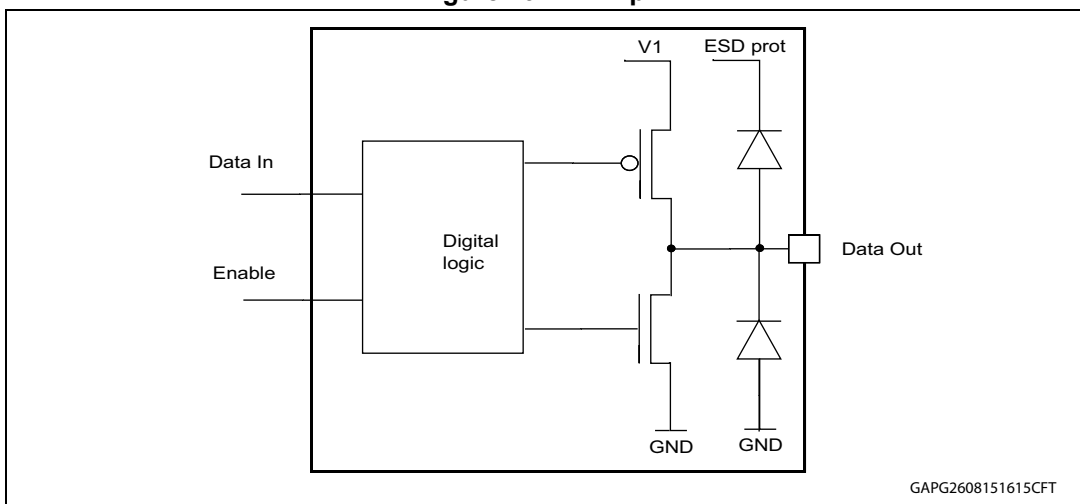 V1
ESD prot
Data In
Digital
logic
Data Out
Enable
GND
GND
GAPG2608151615CFT